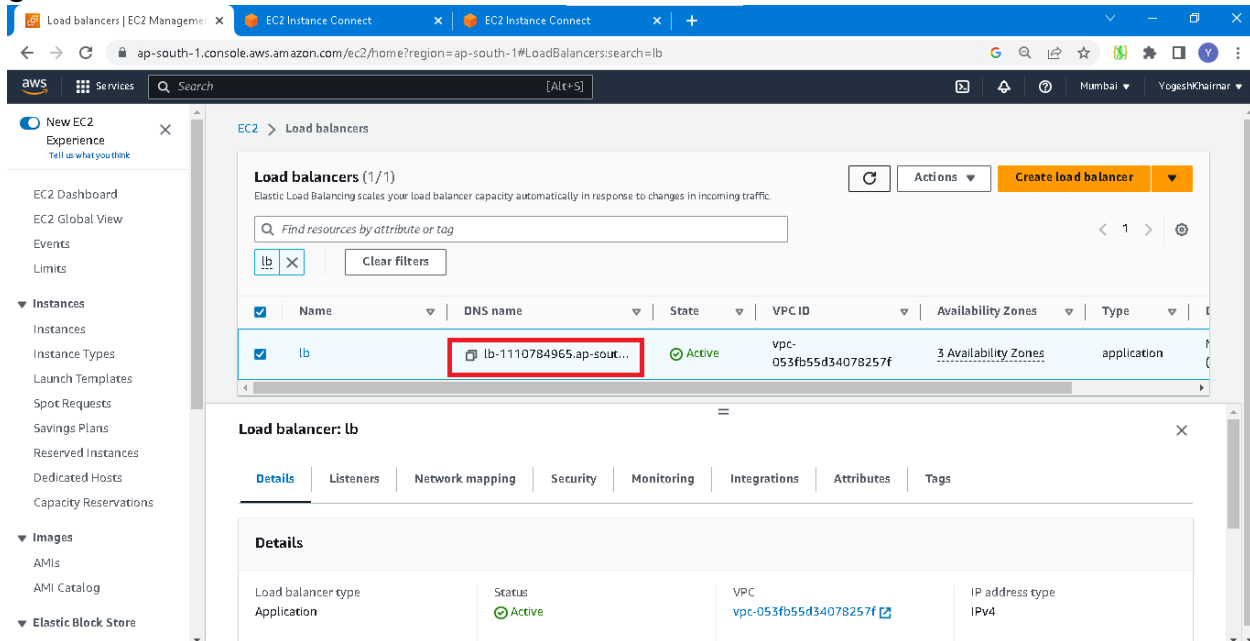 Load balancers | EC2 Managemer
EC2 Instance Connect
EC2 Instance Connect
ap-south-1.console.aws.amazon.com/ec2/home?region=ap-south-1#LoadBalancers:search=lb
Y
aws
Services
Search
[Alt+S]
Mumbai
YogeshKhairnar
New EC2
Experience
Tell us what you think
EC2 Dashboard
EC2 Global View
Events
Limits
Instances
Instances
Instance Types
Launch Templates
Spot Requests
Savings Plans
Reserved Instances
Dedicated Hosts
Capacity Reservations
Images
AMIs
AMI Catalog
Elastic Block Store
EC2 > Load balancers
Load balancers (1/1)
Elastic Load Balancing scales your load balancer capacity automatically in response to changes in incoming traffic.
Actions
Create load balancer
Find resources by attribute or tag
1
lb
Clear filters
Name DNS name State VPC ID Availability Zones Type
lb lb-1110784965.ap-sout... Active vpc-
053fb55d34078257f 3 Availability Zones application
Load balancer: lb
Details Listeners Network mapping Security Monitoring Integrations Attributes Tags
Details
Load balancer type Status VPC IP address type
Application Active vpc-053fb55d34078257f IPv4